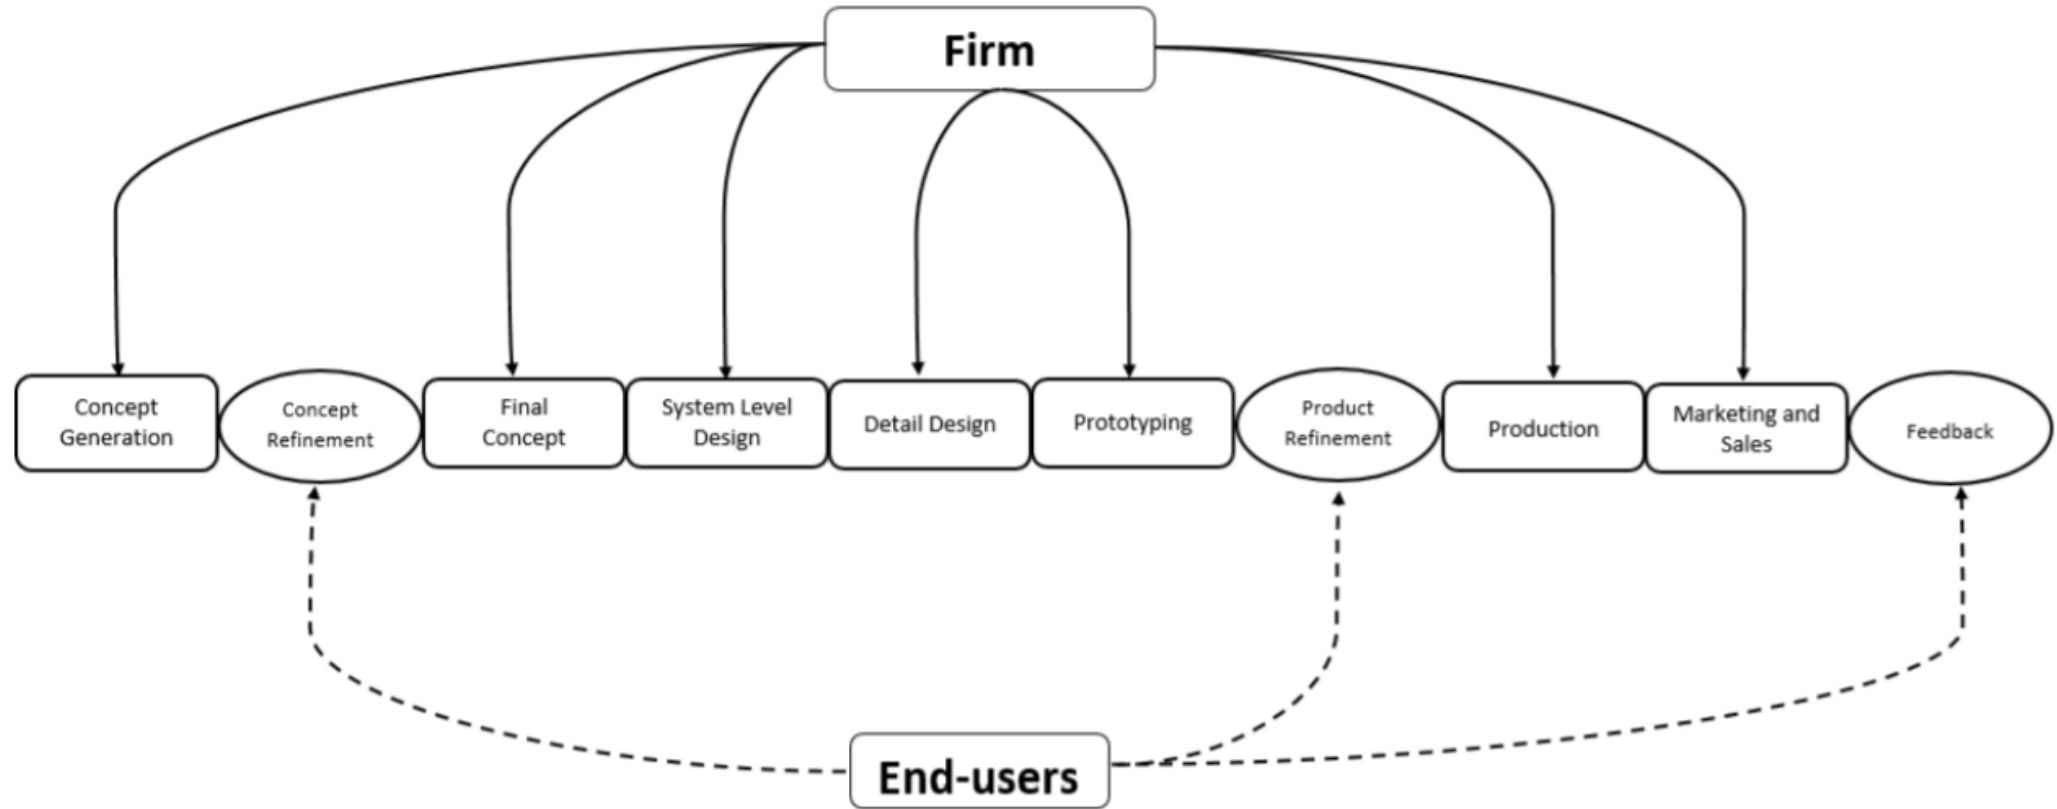 Firm
Concept
Generation
Concept
Refinement
Final
Concept
System Level
Design
Detail Design
Prototyping
Product
Refinement
Production
Marketing and
Sales
Feedback
End-users